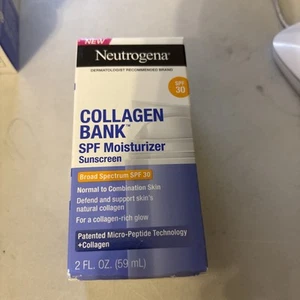 NEW
Neutrogena®
DERMATOLOGIST RECOMMENDED BRAND
SPF
30
COLLAGEN
BANK™
SPF Moisturizer
Sunscreen
Broad Spectrum SPF 30
Normal to Combination Skin
Defend and support skin's
natural collagen
For a collagen-rich glow
Patented Micro-Peptide Technology
+Collagen
2 FL. OZ. (59 mL)